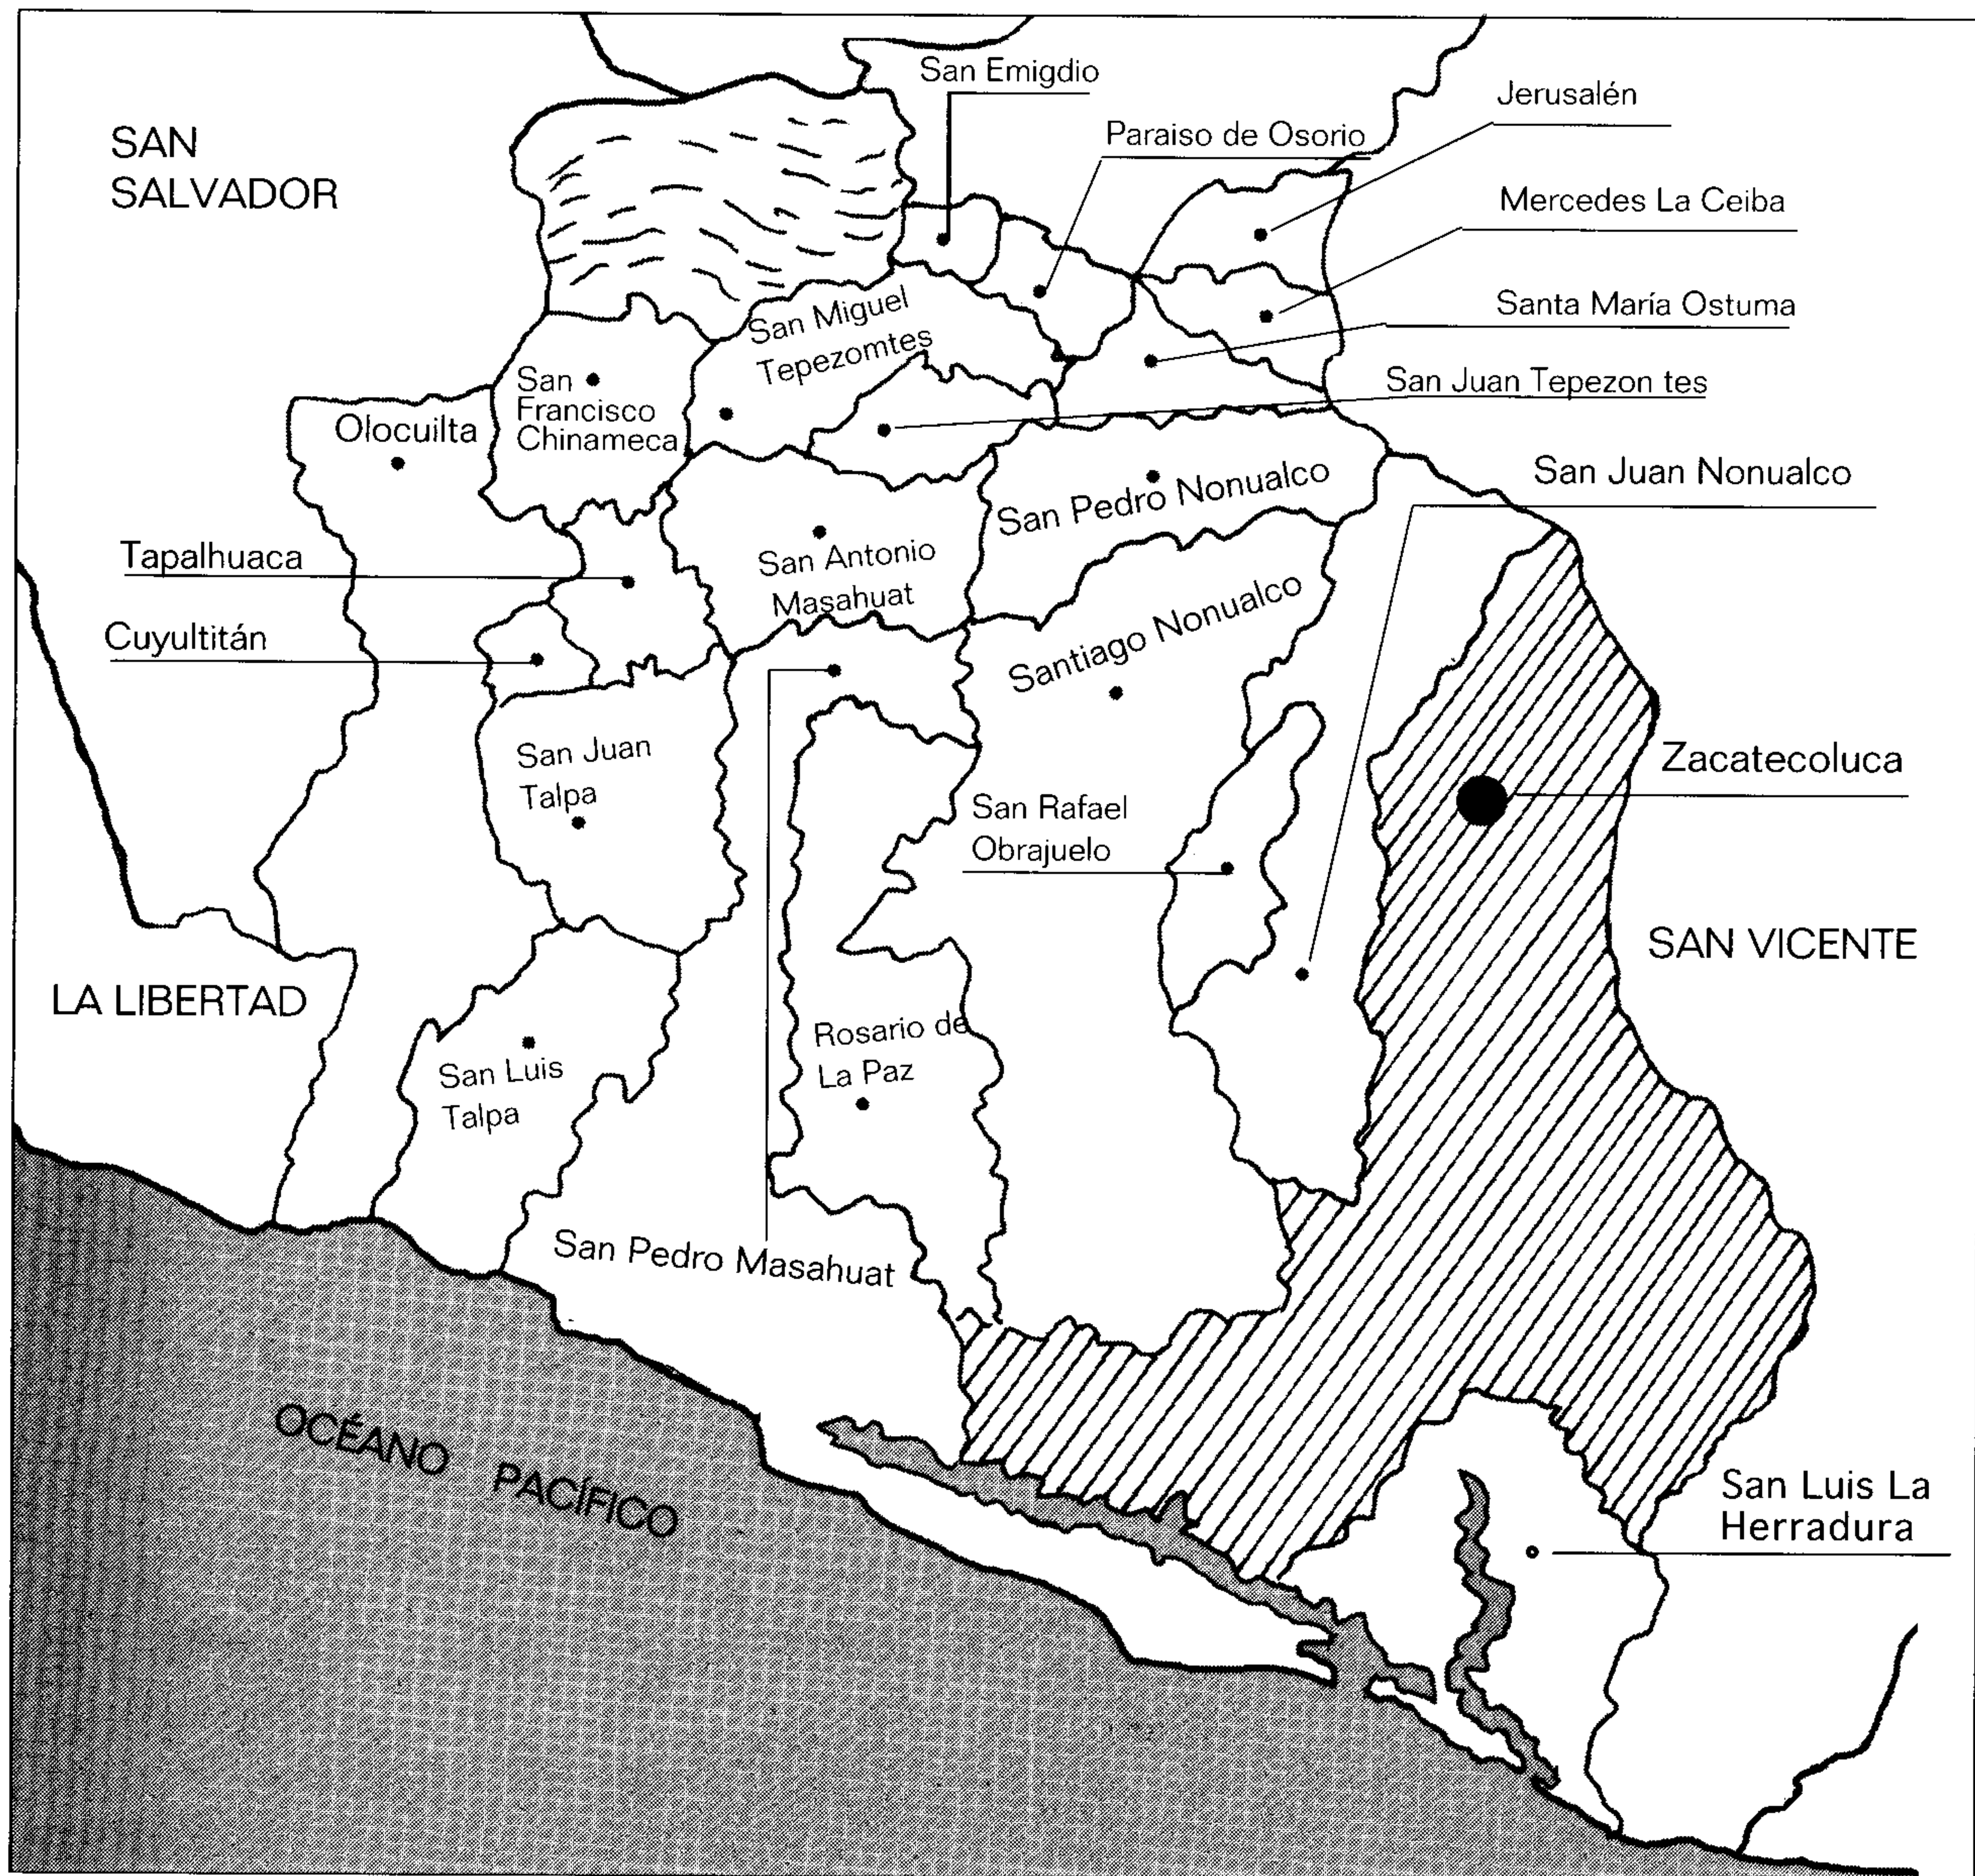 San Emigdio
Jerusalén
SAN
SALVADOR
Paraiso de Osorio
Mercedes La Ceiba
Santa María Ostuma
San Miguel
Tepezomtes
San Juan Tepezon tes
San
Francisco
Chinameca
Olocuilta
San Juan Nonualco
San Pedro Nonualco
Tapalhuaca
San Antonio
Masahuat
Cuyultitán
Santiago Nonualco
San Juan
Talpa
Zacatecoluca
San Rafael
Obrajuelo
SAN VICENTE
LA LIBERTAD
Rosario de
La Paz
San Luis
Talpa
San Pedro Masahuat
OCÉANO PACÍFICO
San Luis La
Herradura